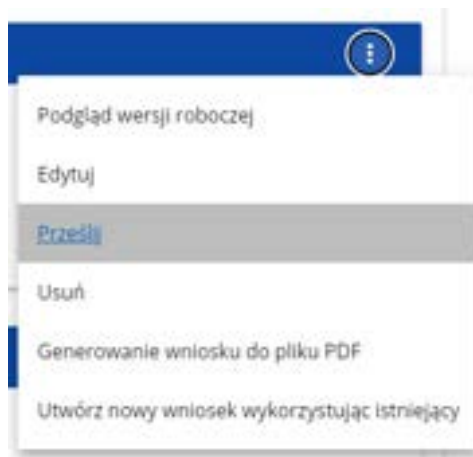 Podgląd wersji roboczej
Edytuj
Prześlij
Usuń
Generowanie wniosku do pliku PDF
Utwórz nowy wniosek wykorzystując istniejący